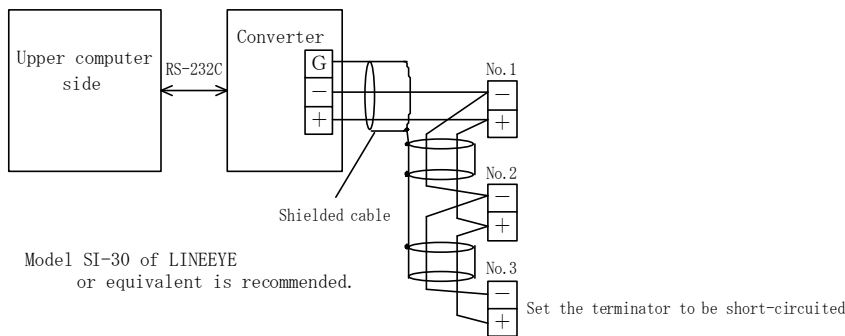 Upper computer
side
RS-232C
Converter
G
−
+
No.1
−
+
No.2
−
+
No.3
−
+
Shielded cable
Model SI-30 of LINEEYE
or equivalent is recommended.
Set the terminator to be short-circuited